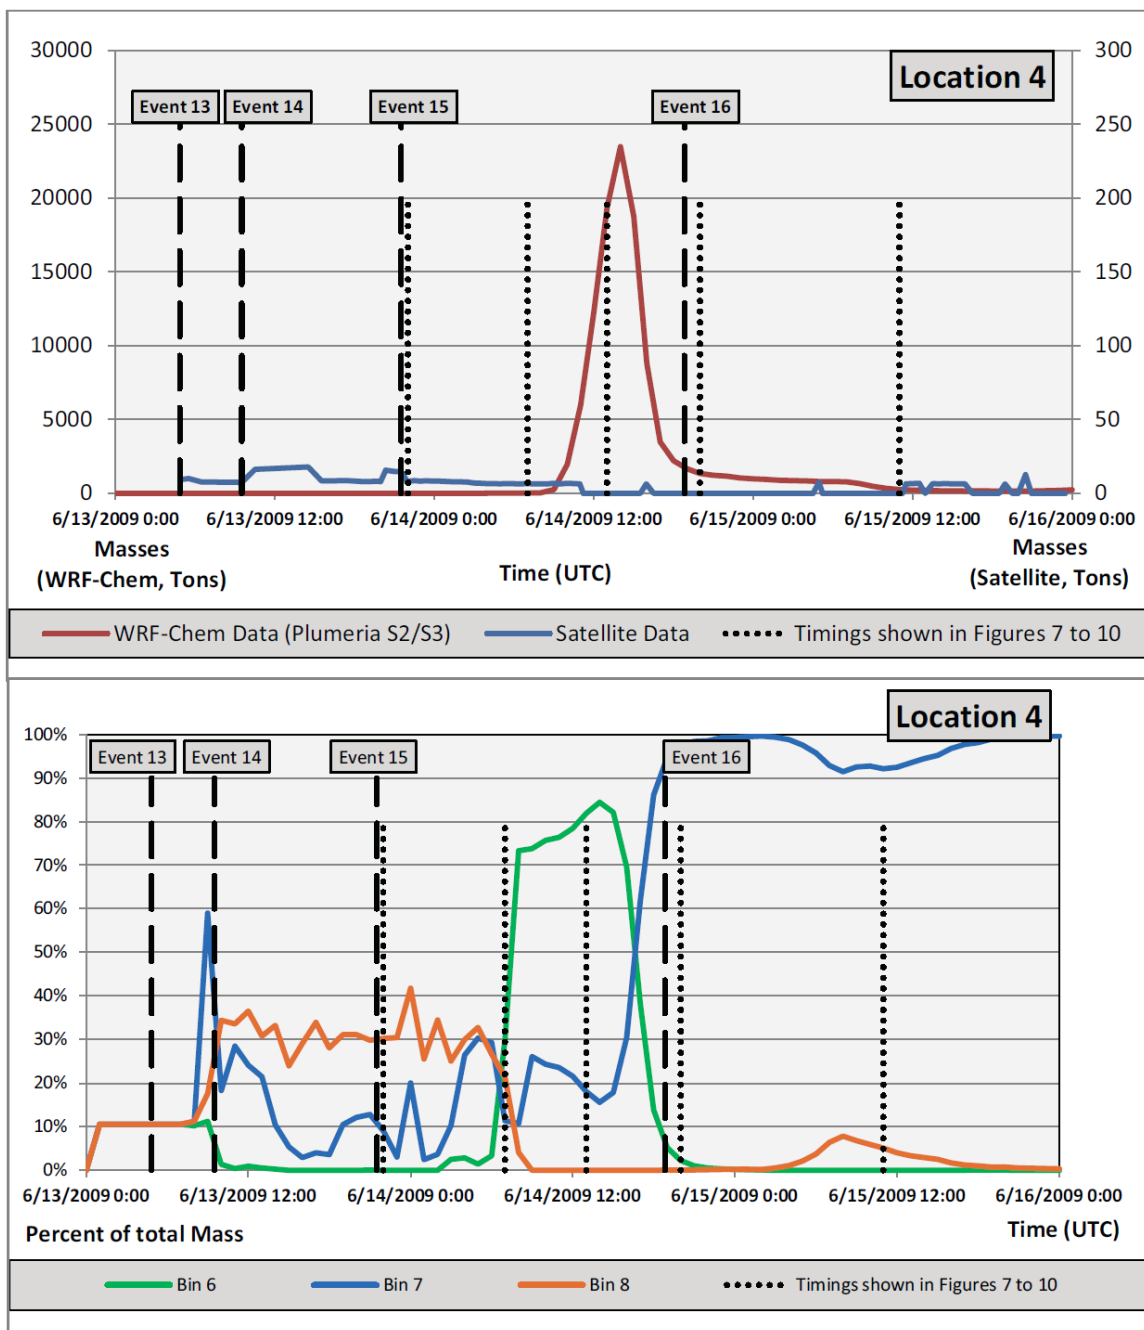 30000
300
Location 4
Event 13
Event 14
Event 15
Event 16
25000
250
20000
200
15000
150
10000
100
5000
50
0
0
6/13/2009 0:00
6/13/2009 12:00
6/14/2009 0:00
6/14/2009 12:00
6/15/2009 0:00
6/15/2009 12:00
6/16/2009 0:00
Masses
(WRF-Chem, Tons)
Time (UTC)
Masses
(Satellite, Tons)
WRF-Chem Data (Plumeria S2/S3)
Satellite Data
Timings shown in Figures 7 to 10
Location 4
100%
Event 13
Event 14
Event 15
Event 16
90%
80%
70%
60%
50%
40%
30%
20%
10%
0%
6/13/2009 0:00
6/13/2009 12:00
6/14/2009 0:00
6/14/2009 12:00
6/15/2009 0:00
6/15/2009 12:00
6/16/2009 0:00
Percent of total Mass
Time (UTC)
Bin 6
Bin 7
Bin 8
Timings shown in Figures 7 to 10